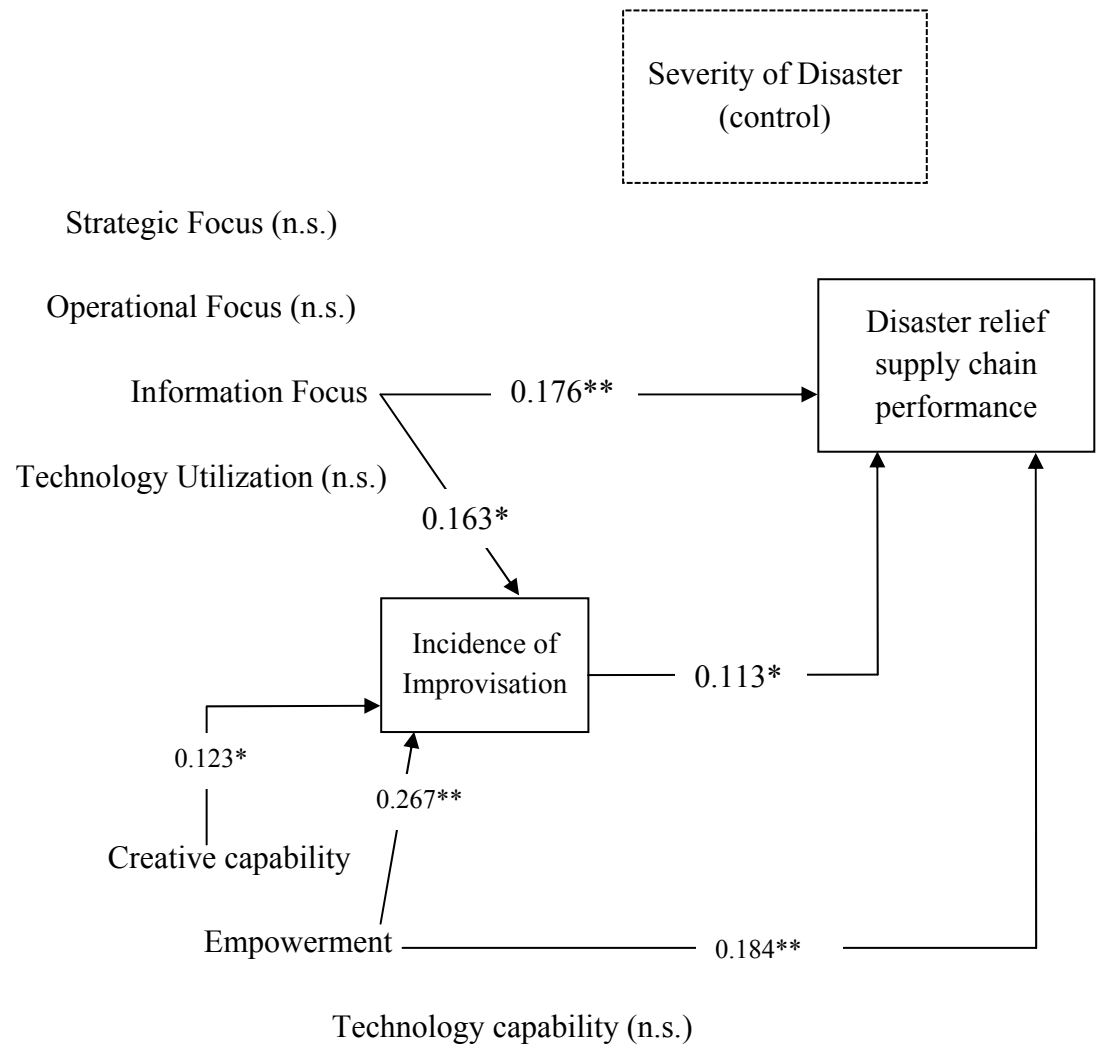 Severity of Disaster
(control)
Strategic Focus (n.s.)
Operational Focus (n.s.)
Disaster relief
supply chain
performance
Information Focus
0.176**
Technology Utilization (n.s.)
0.163*
Incidence of
Improvisation
0.113*
0.123*
0.267**
Creative capability
Empowerment
0.184**
Technology capability (n.s.)